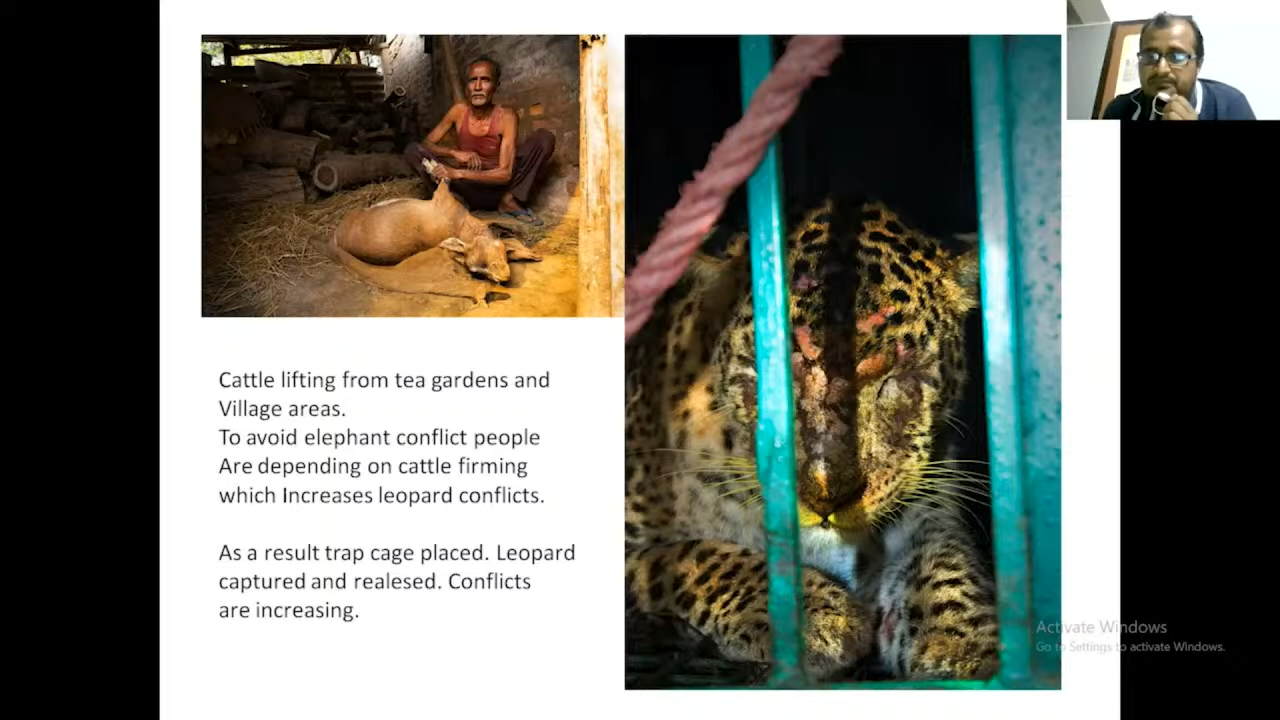 Cattle lifting from tea gardens and
Village areas.
To avoid elephant conflict people
Are depending on cattle firming
which Increases leopard conflicts.
As a result trap cage placed. Leopard
captured and realesed. Conflicts
are increasing.
Activate Windows
Go to Settings to activate Windows.